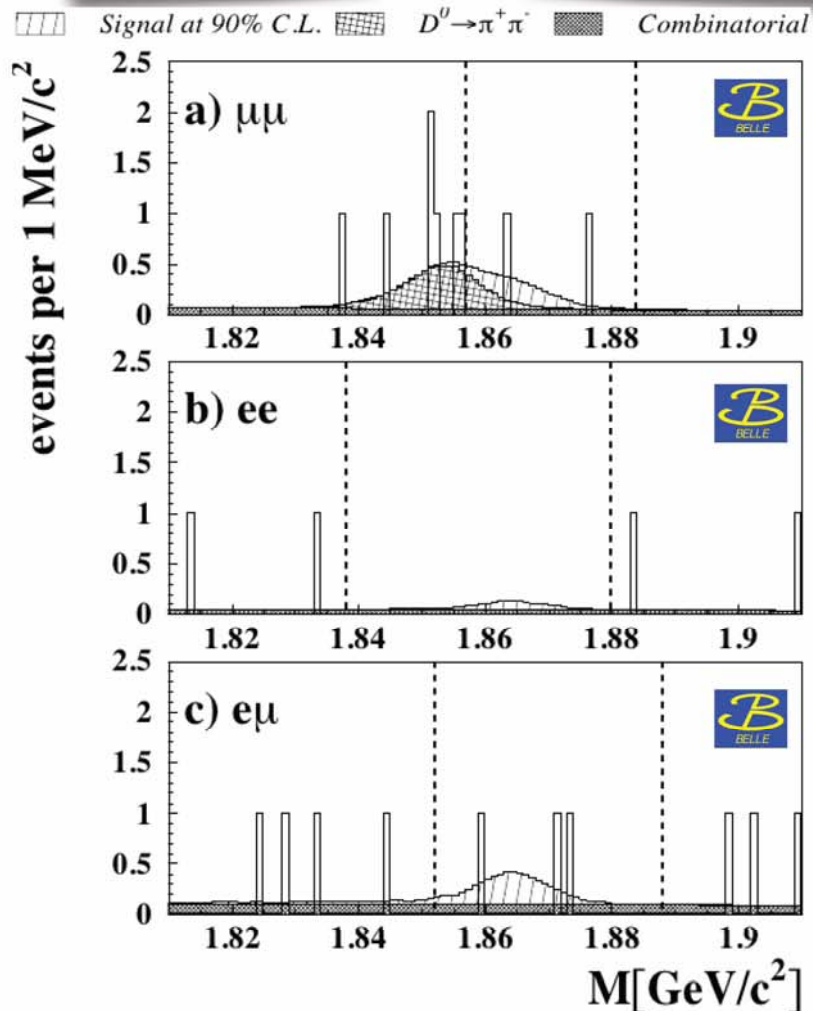 Signal at 90% C.L. D⁰→π⁺π⁻ Combinatorial
events per 1 MeV/c²
2.5
a) μμ
2
BELLE
1.5
1
0.5
0
1.82 1.84 1.86 1.88 1.9
2.5
b) ee
2
BELLE
1.5
1
0.5
0
1.82 1.84 1.86 1.88 1.9
2.5
c) eμ
2
BELLE
1.5
1
0.5
0
1.82 1.84 1.86 1.88 1.9
M[GeV/c²]